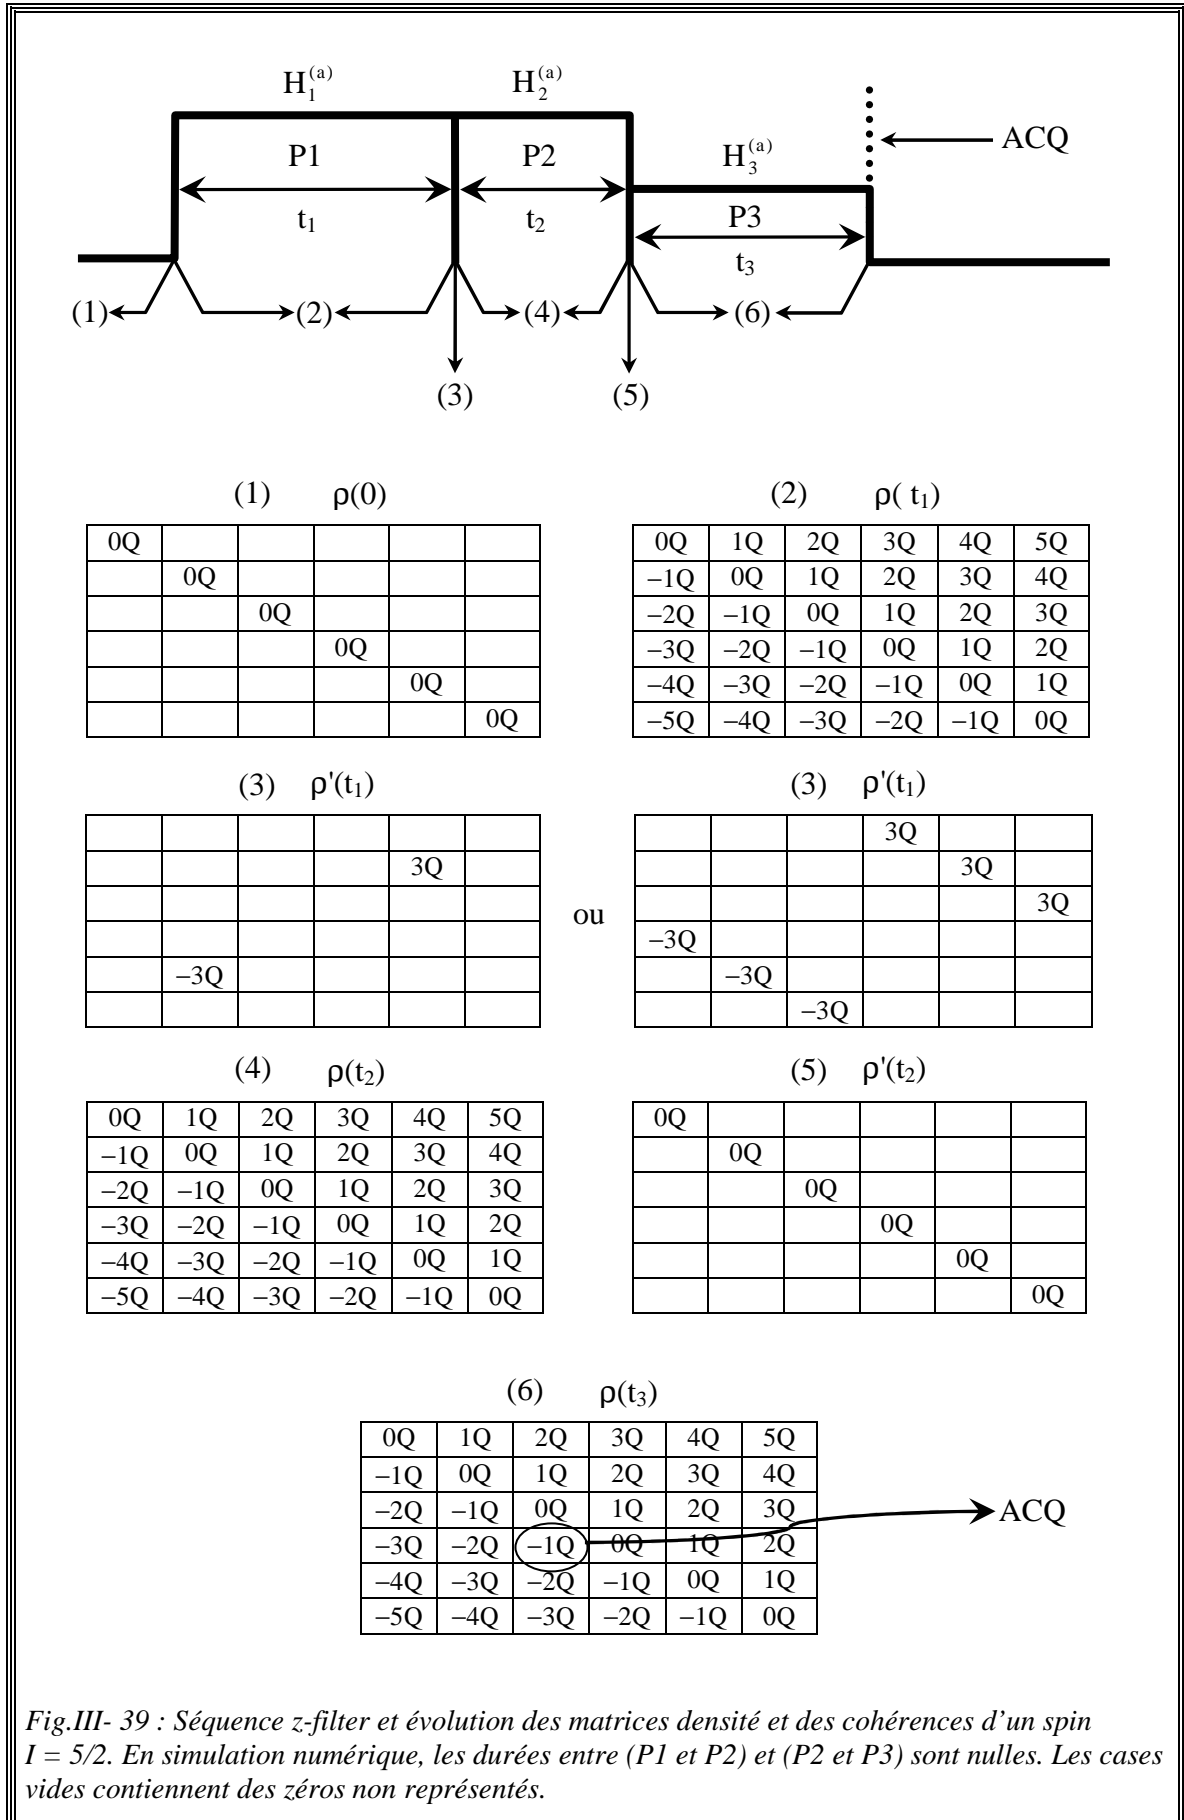 H₁⁽ᵃ⁾ H₂⁽ᵃ⁾
P1 P2 H₃⁽ᵃ⁾ ACQ
t₁ t₂ P3
t₃
(1) (2) (4) (6)
(3) (5)
(1) ρ(0) (2) ρ( t₁)
0Q 0Q 1Q 2Q 3Q 4Q 5Q
0Q −1Q 0Q 1Q 2Q 3Q 4Q
0Q −2Q −1Q 0Q 1Q 2Q 3Q
0Q −3Q −2Q −1Q 0Q 1Q 2Q
0Q −4Q −3Q −2Q −1Q 0Q 1Q
0Q −5Q −4Q −3Q −2Q −1Q 0Q
(3) ρ'(t₁) (3) ρ'(t₁)
3Q
3Q 3Q
3Q
ou
−3Q
−3Q −3Q
−3Q
(4) ρ(t₂) (5) ρ'(t₂)
0Q 1Q 2Q 3Q 4Q 5Q 0Q
−1Q 0Q 1Q 2Q 3Q 4Q 0Q
−2Q −1Q 0Q 1Q 2Q 3Q 0Q
−3Q −2Q −1Q 0Q 1Q 2Q 0Q
−4Q −3Q −2Q −1Q 0Q 1Q 0Q
−5Q −4Q −3Q −2Q −1Q 0Q 0Q
(6) ρ(t₃)
0Q 1Q 2Q 3Q 4Q 5Q
−1Q 0Q 1Q 2Q 3Q 4Q
−2Q −1Q 0Q 1Q 2Q 3Q ACQ
−3Q −2Q −1Q 0Q 1Q 2Q
−4Q −3Q −2Q −1Q 0Q 1Q
−5Q −4Q −3Q −2Q −1Q 0Q
Fig.III- 39 : Séquence z-filter et évolution des matrices densité et des cohérences d’un spin
I = 5/2. En simulation numérique, les durées entre (P1 et P2) et (P2 et P3) sont nulles. Les cases
vides contiennent des zéros non représentés.